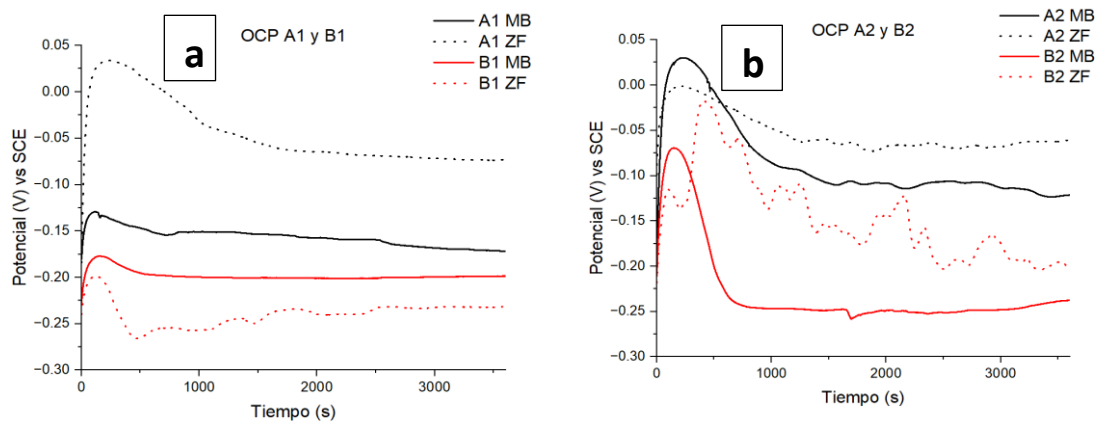 a
OCP A1 y B1
A1 MB
A1 ZF
B1 MB
B1 ZF
0.05
0.00
−0.05
−0.10
−0.15
−0.20
−0.25
−0.30
Potencial (V) vs SCE
0
1000
2000
3000
Tiempo (s)
b
OCP A2 y B2
A2 MB
A2 ZF
B2 MB
B2 ZF
0.05
0.00
−0.05
−0.10
−0.15
−0.20
−0.25
−0.30
Potencial (V) vs SCE
0
1000
2000
3000
Tiempo (s)